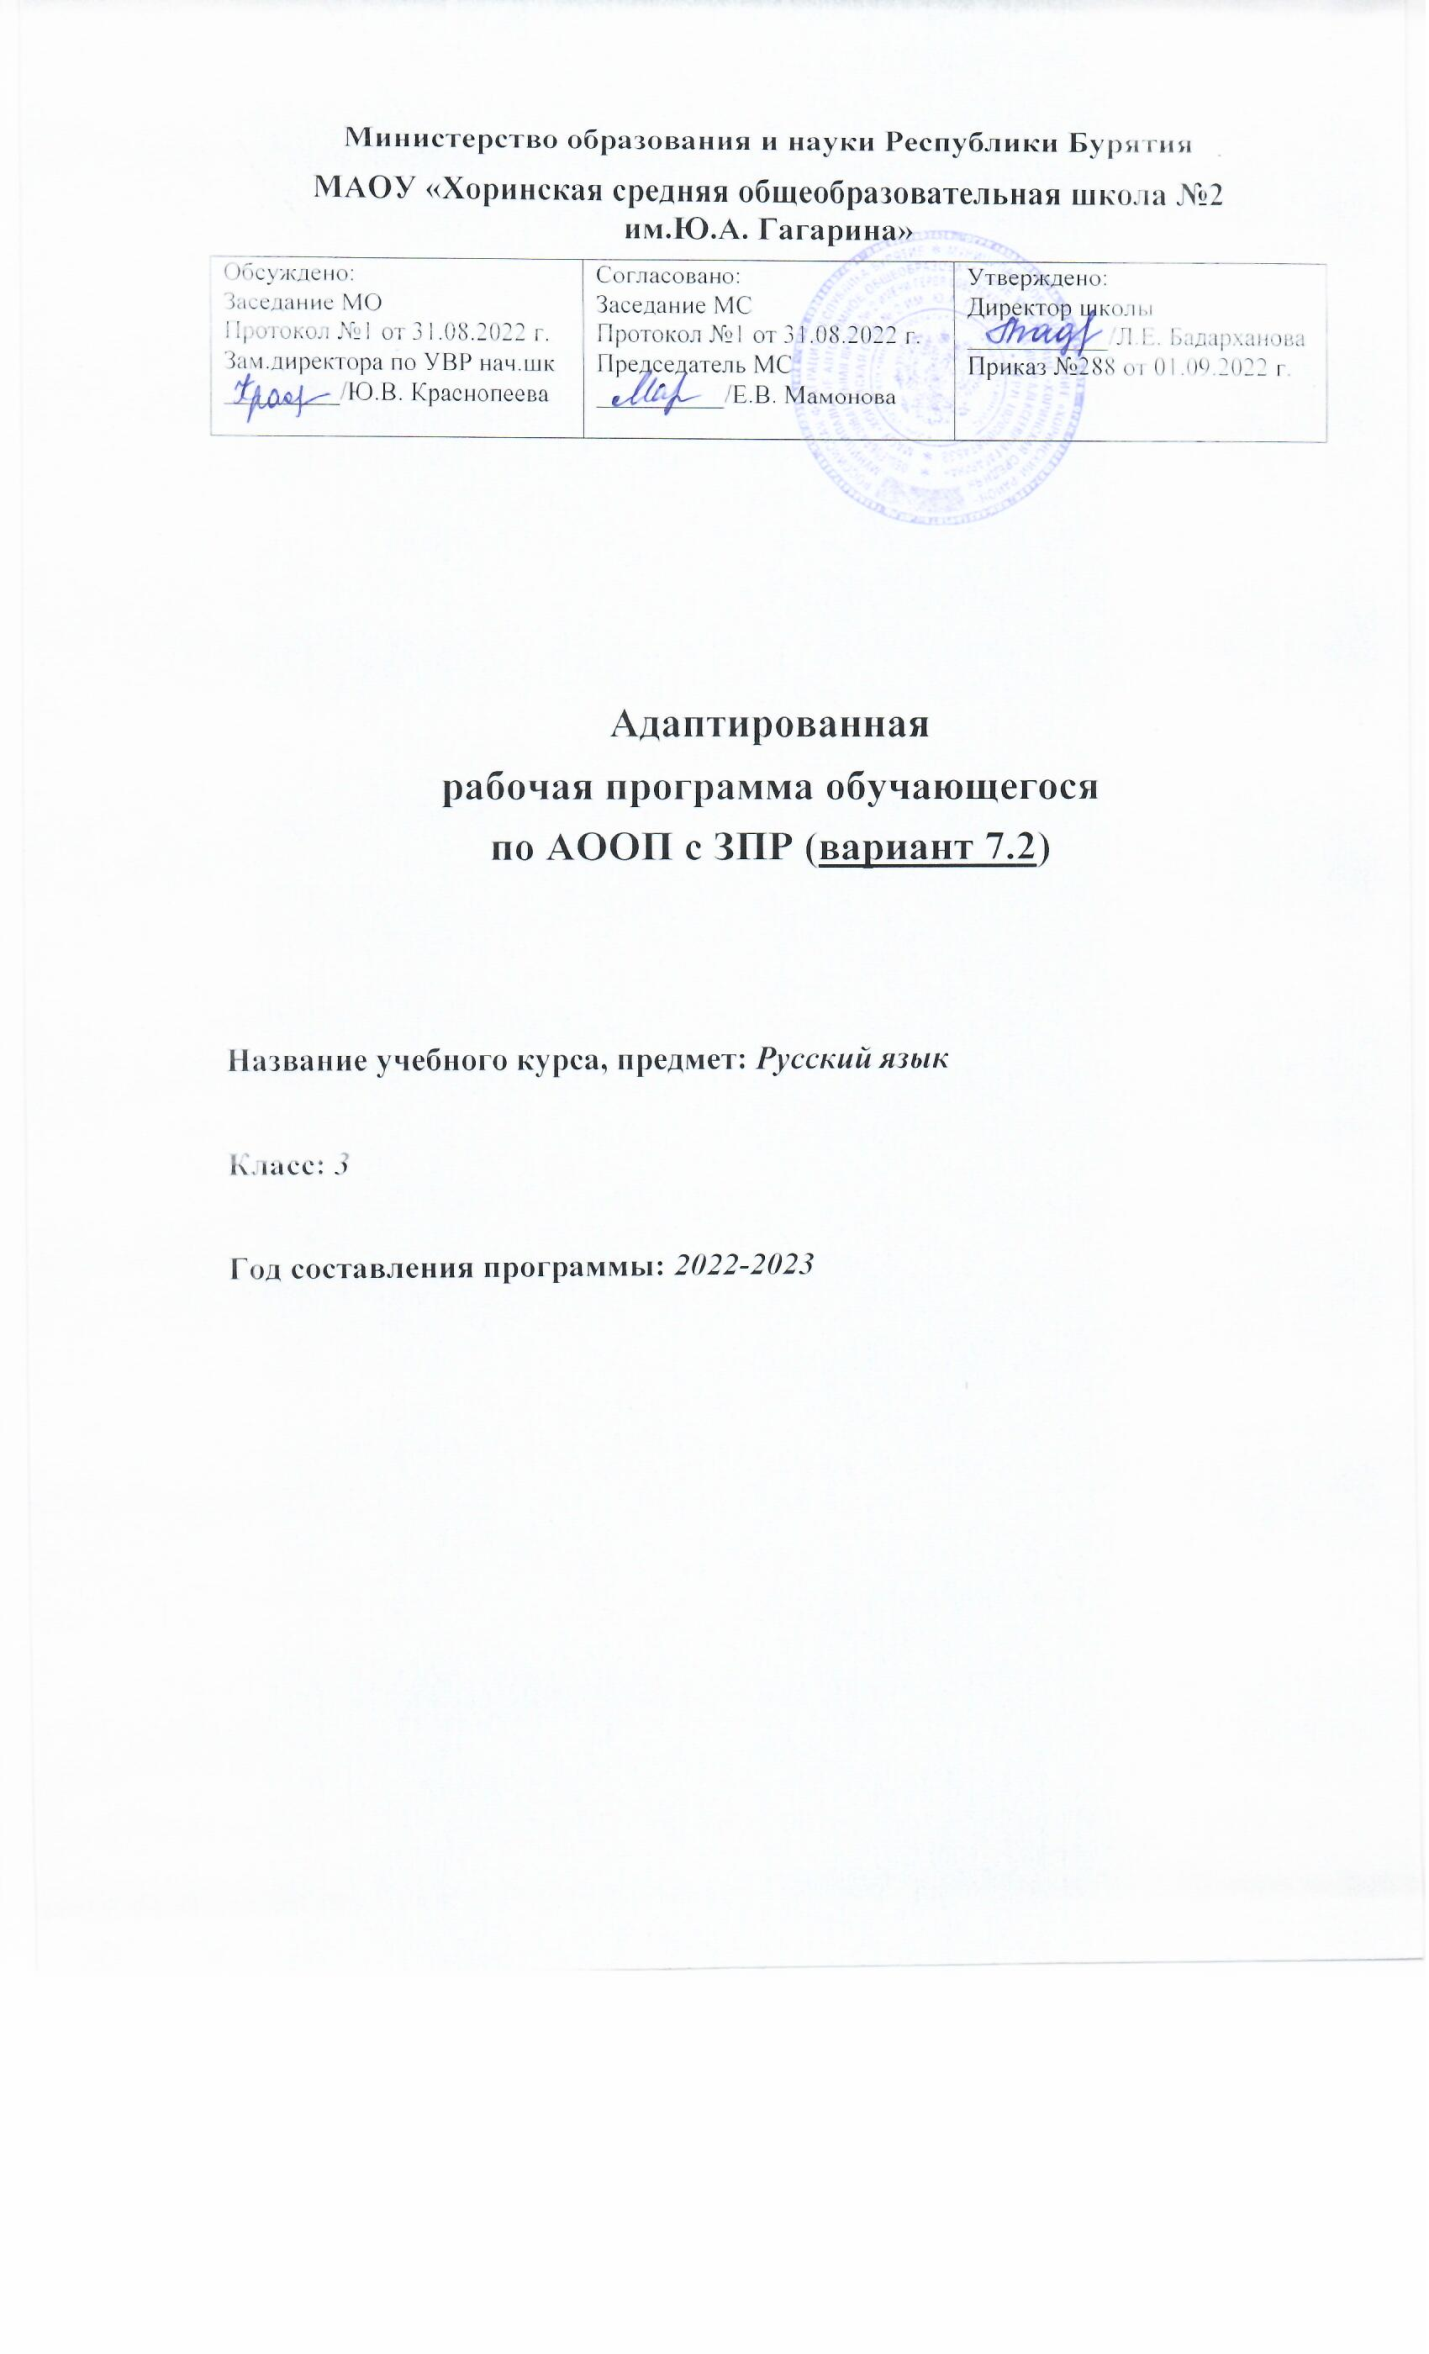 Министерство образования и науки Республики Бурятия
МАОУ «Хоринская средняя общеобразовательная школа №2
им.Ю.А. Гагарина»
Обсуждено:
Заседание МО
Протокол №1 от 31.08.2022 г.
Зам.директора по УВР нач.шк
/Ю.В. Краснопеева
Согласовано:
Заседание МС
Протокол №1 от 31.08.2022 г.
Председатель МС
/Е.В. Мамонова
Утверждено:
Директор школы
/Л.Е. Бадарханова
Приказ №288 от 01.09.2022 г.
Адаптированная
рабочая программа обучающегося
по АООП с ЗПР (вариант 7.2)
Название учебного курса, предмет: Русский язык
Класс: 3
Год составления программы: 2022-2023